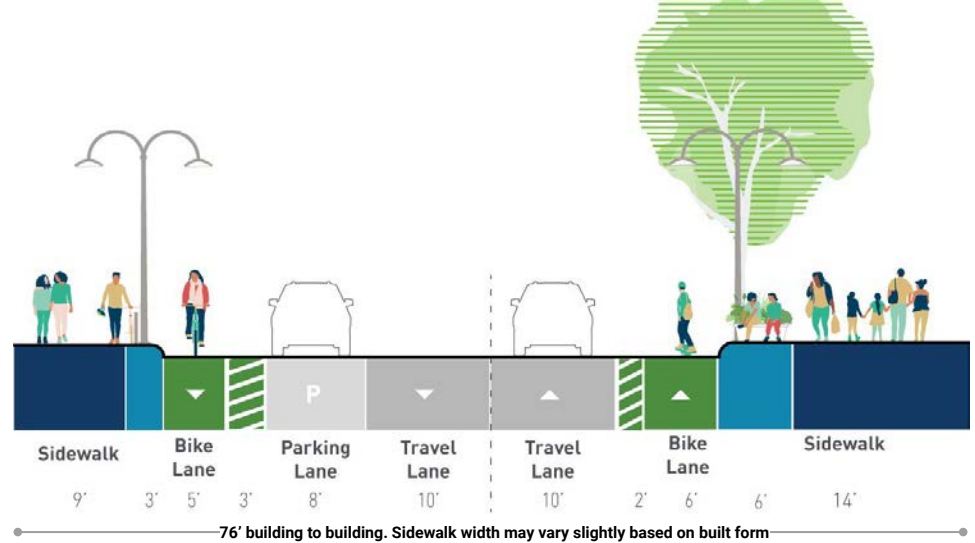 P
Sidewalk
Bike
Lane
Parking
Lane
Travel
Lane
Travel
Lane
Bike
Lane
Sidewalk
9' 3' 5' 3' 8' 10' 10' 2' 6' 6' 14'
76’ building to building. Sidewalk width may vary slightly based on built form